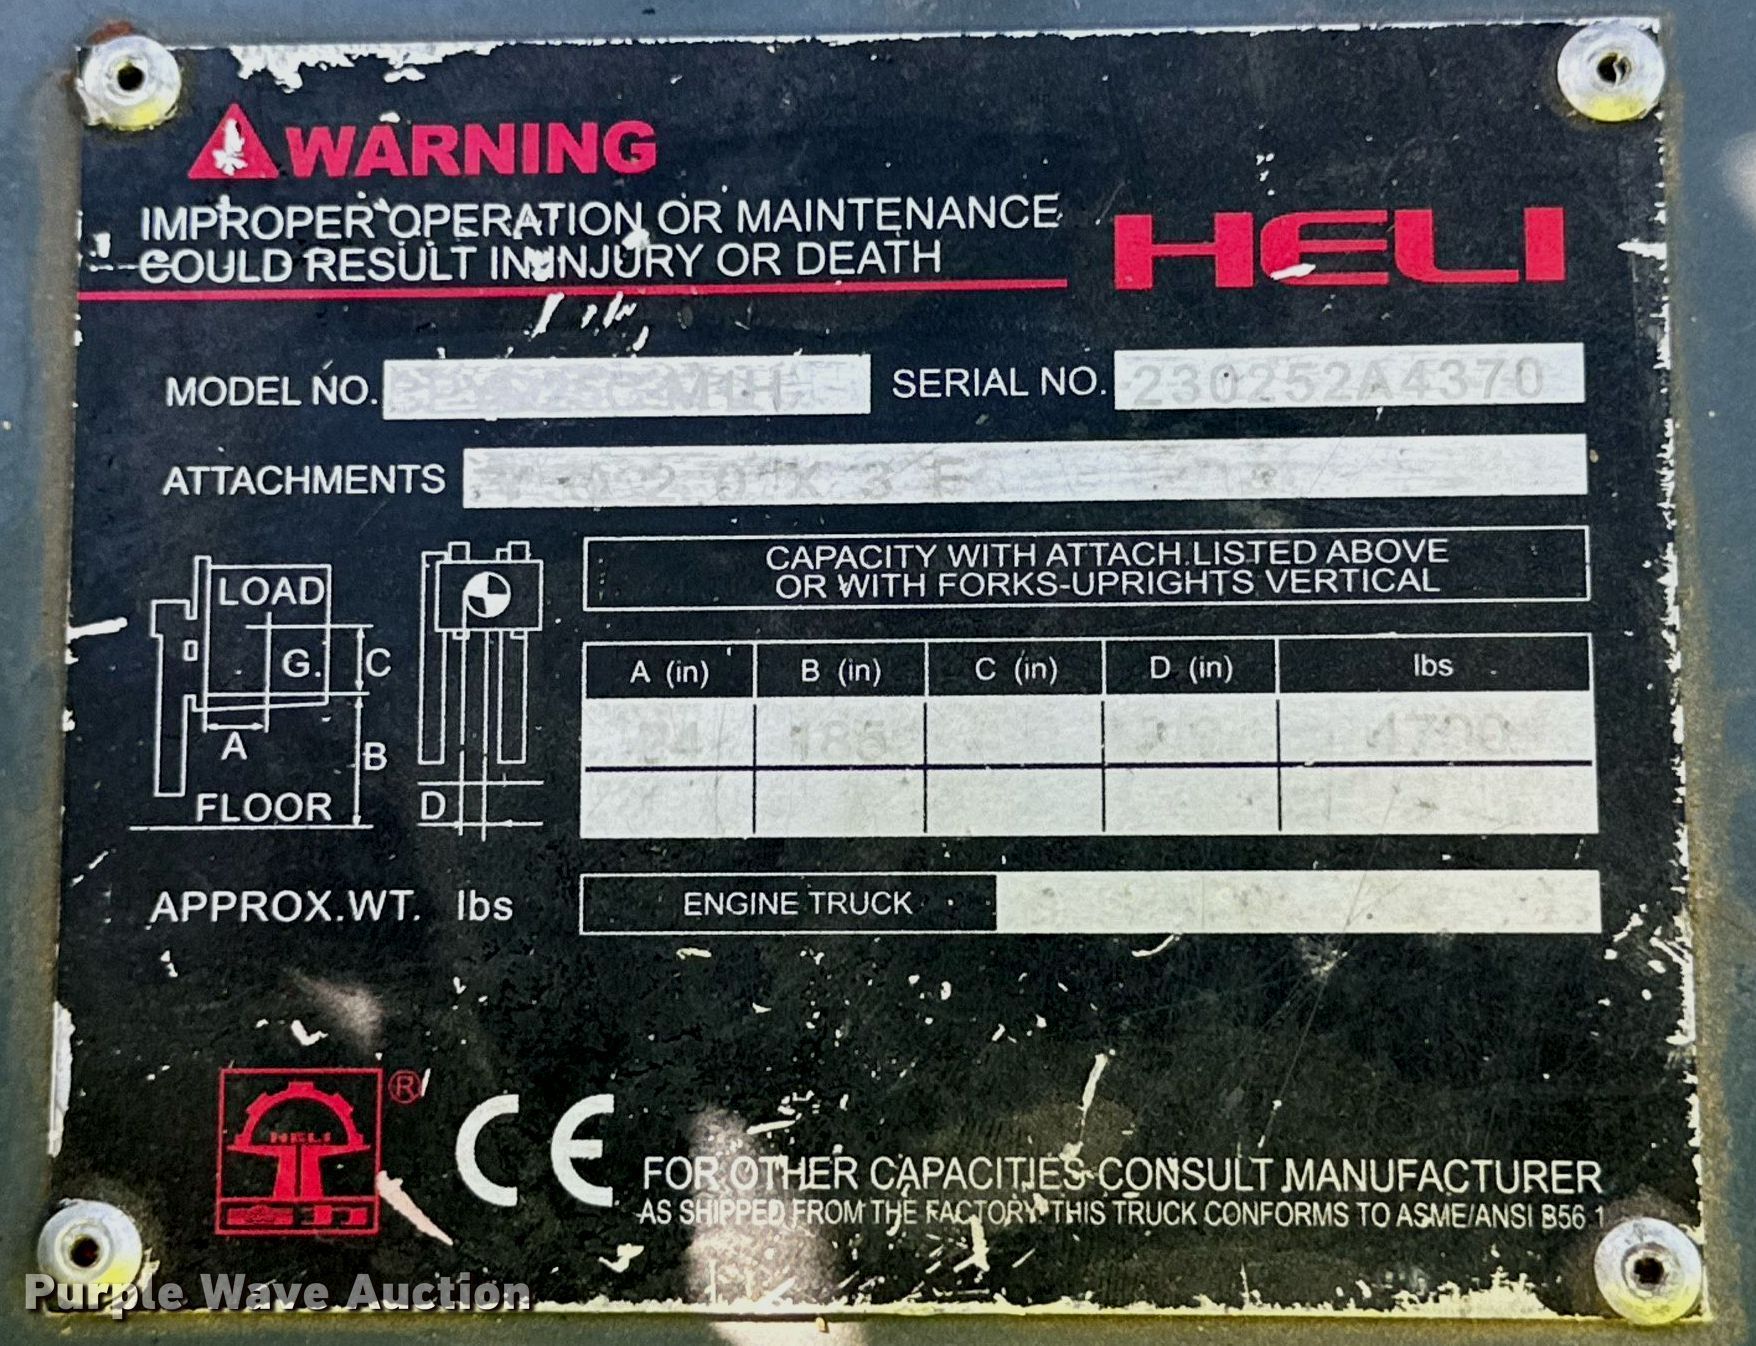 WARNING
IMPROPER OPERATION OR MAINTENANCE
COULD RESULT IN INJURY OR DEATH
HELI
MODEL NO. SERIAL NO. 230252A4370
ATTACHMENTS
CAPACITY WITH ATTACH.LISTED ABOVE
OR WITH FORKS-UPRIGHTS VERTICAL
LOAD
G. C
A B
FLOOR D
A (in) B (in) C (in) D (in) lbs
24 185 4700
APPROX.WT. lbs ENGINE TRUCK
HELI
®
CE
FOR OTHER CAPACITIES CONSULT MANUFACTURER
AS SHIPPED FROM THE FACTORY THIS TRUCK CONFORMS TO ASME/ANSI B56 1
Purple Wave Auction